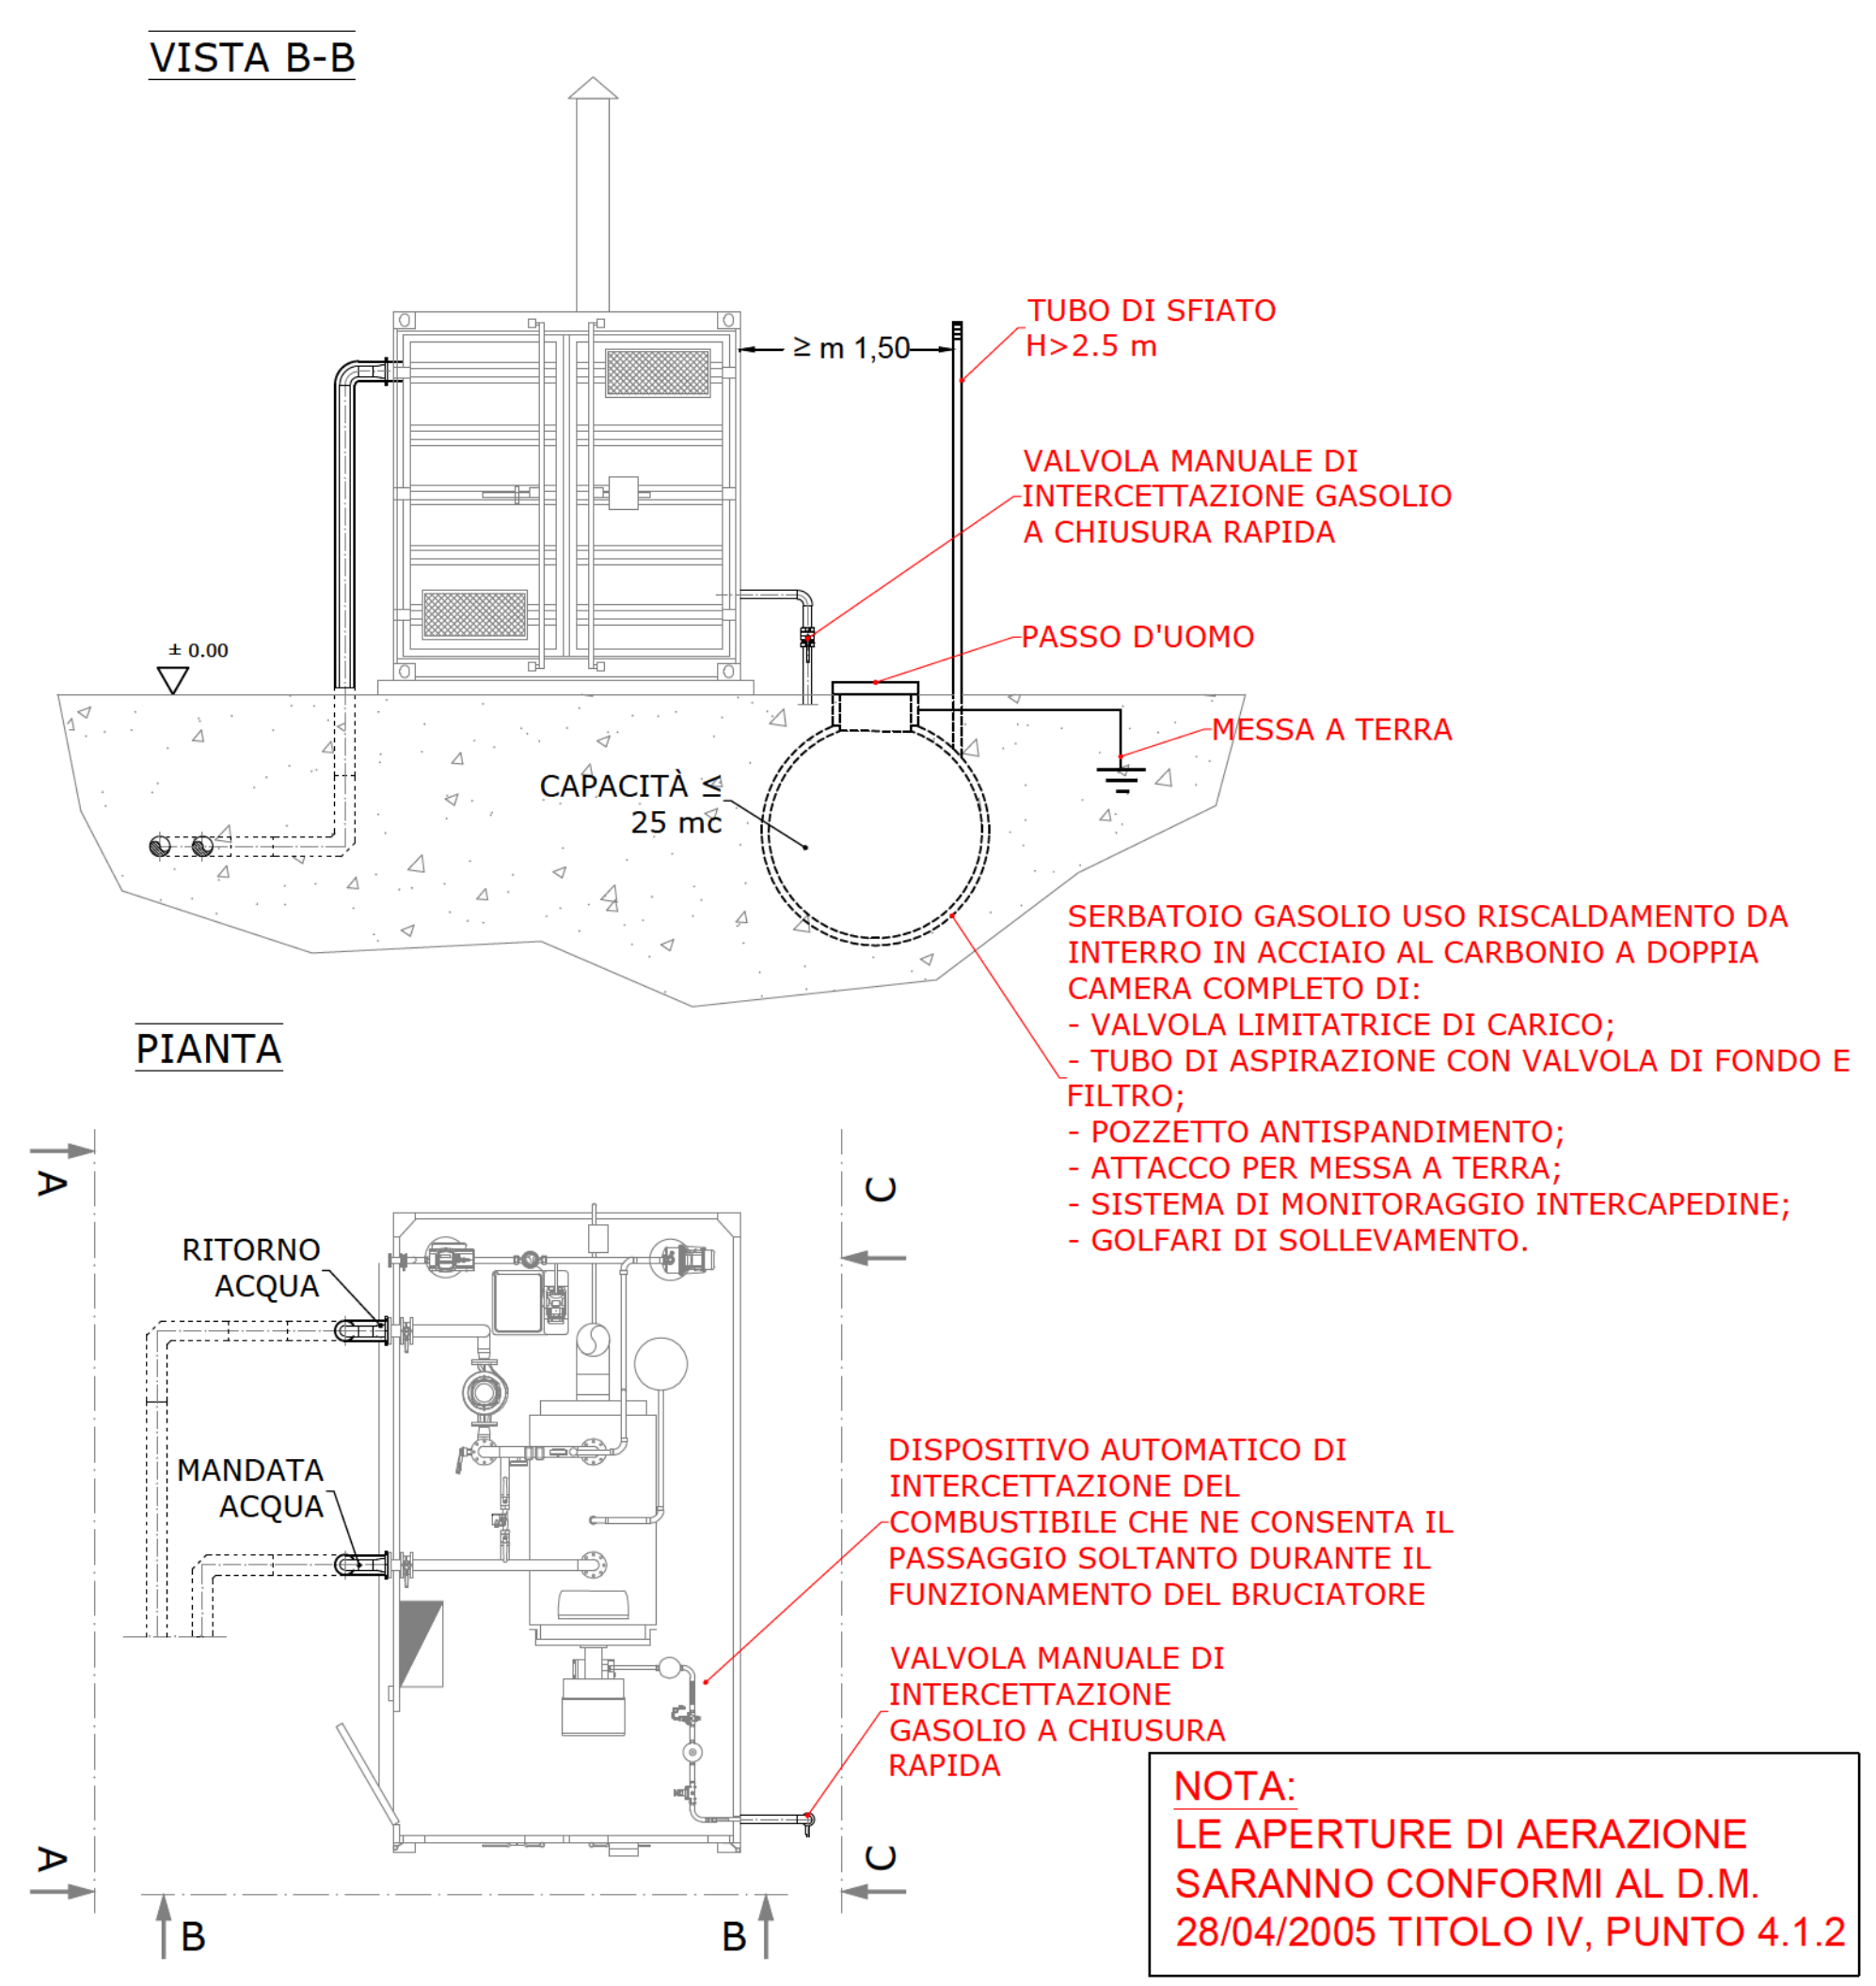 VISTA B-B
TUBO DI SFIATO
H>2.5 m
≥ m 1,50
VALVOLA MANUALE DI
INTERCETTAZIONE GASOLIO
A CHIUSURA RAPIDA
PASSO D'UOMO
± 0.00
MESSA A TERRA
CAPACITÀ ≤
25 mc
SERBATOIO GASOLIO USO RISCALDAMENTO DA
INTERRO IN ACCIAIO AL CARBONIO A DOPPIA
CAMERA COMPLETO DI:
- VALVOLA LIMITATRICE DI CARICO;
- TUBO DI ASPIRAZIONE CON VALVOLA DI FONDO E
FILTRO;
- POZZETTO ANTISPANDIMENTO;
- ATTACCO PER MESSA A TERRA;
- SISTEMA DI MONITORAGGIO INTERCAPEDINE;
- GOLFARI DI SOLLEVAMENTO.
PIANTA
A
C
RITORNO
ACQUA
MANDATA
ACQUA
DISPOSITIVO AUTOMATICO DI
INTERCETTAZIONE DEL
COMBUSTIBILE CHE NE CONSENTA IL
PASSAGGIO SOLTANTO DURANTE IL
FUNZIONAMENTO DEL BRUCIATORE
VALVOLA MANUALE DI
INTERCETTAZIONE
GASOLIO A CHIUSURA
RAPIDA
A
C
B
B
NOTA:
LE APERTURE DI AERAZIONE
SARANNO CONFORMI AL D.M.
28/04/2005 TITOLO IV, PUNTO 4.1.2